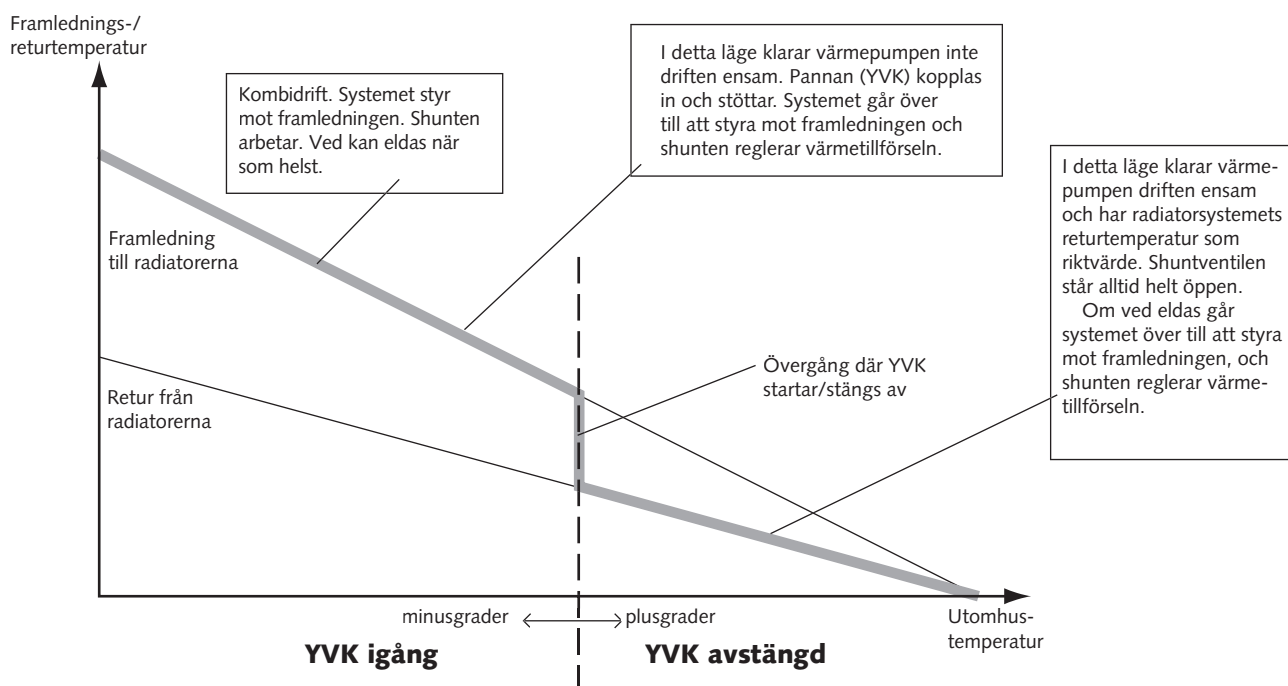 Framlednings-/
returtemperatur
Kombidrift. Systemet styr
mot framledningen. Shunten
arbetar. Ved kan eldas när
som helst.
I detta läge klarar värmepumpen inte
driften ensam. Pannan (YVK) kopplas
in och stöttar. Systemet går över
till att styra mot framledningen och
shunten reglerar värmetillförseln.
I detta läge klarar värme-
pumpen driften ensam
och har radiatorsystemets
returtemperatur som
riktvärde. Shuntventilen
står alltid helt öppen.
Om ved eldas går
systemet över till att styra
mot framledningen, och
shunten reglerar värme-
tillförseln.
Framledning
till radiatorerna
Övergång där YVK
startar/stängs av
Retur från
radiatorerna
minusgrader
plusgrader
Utomhus-
temperatur
YVK igång
YVK avstängd